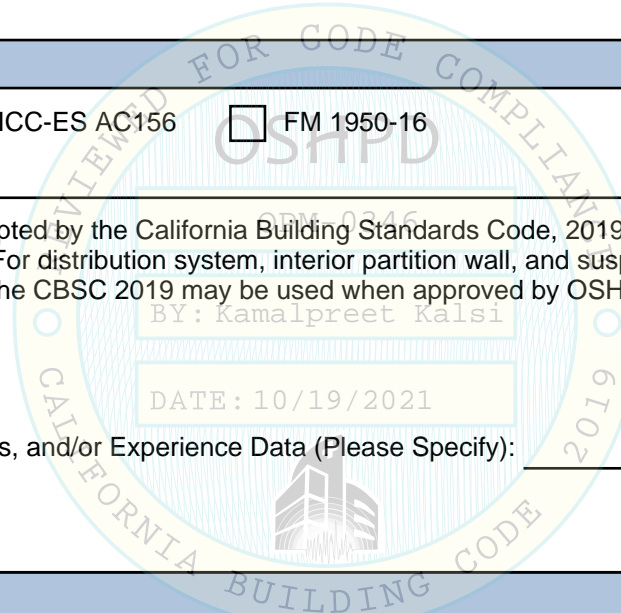 REVIEWED FOR CODE COMPLIANCE
ICC-ES AC156 FM 1950-16
OSHPD
OPM-0346
pted by the California Building Standards Code, 2019
For distribution system, interior partition wall, and susp
he CBSC 2019 may be used when approved by OSH
BY: Kamalpreet Kalsi
DATE: 10/19/2021
s, and/or Experience Data (Please Specify):
CALIFORNIA BUILDING CODE 2019